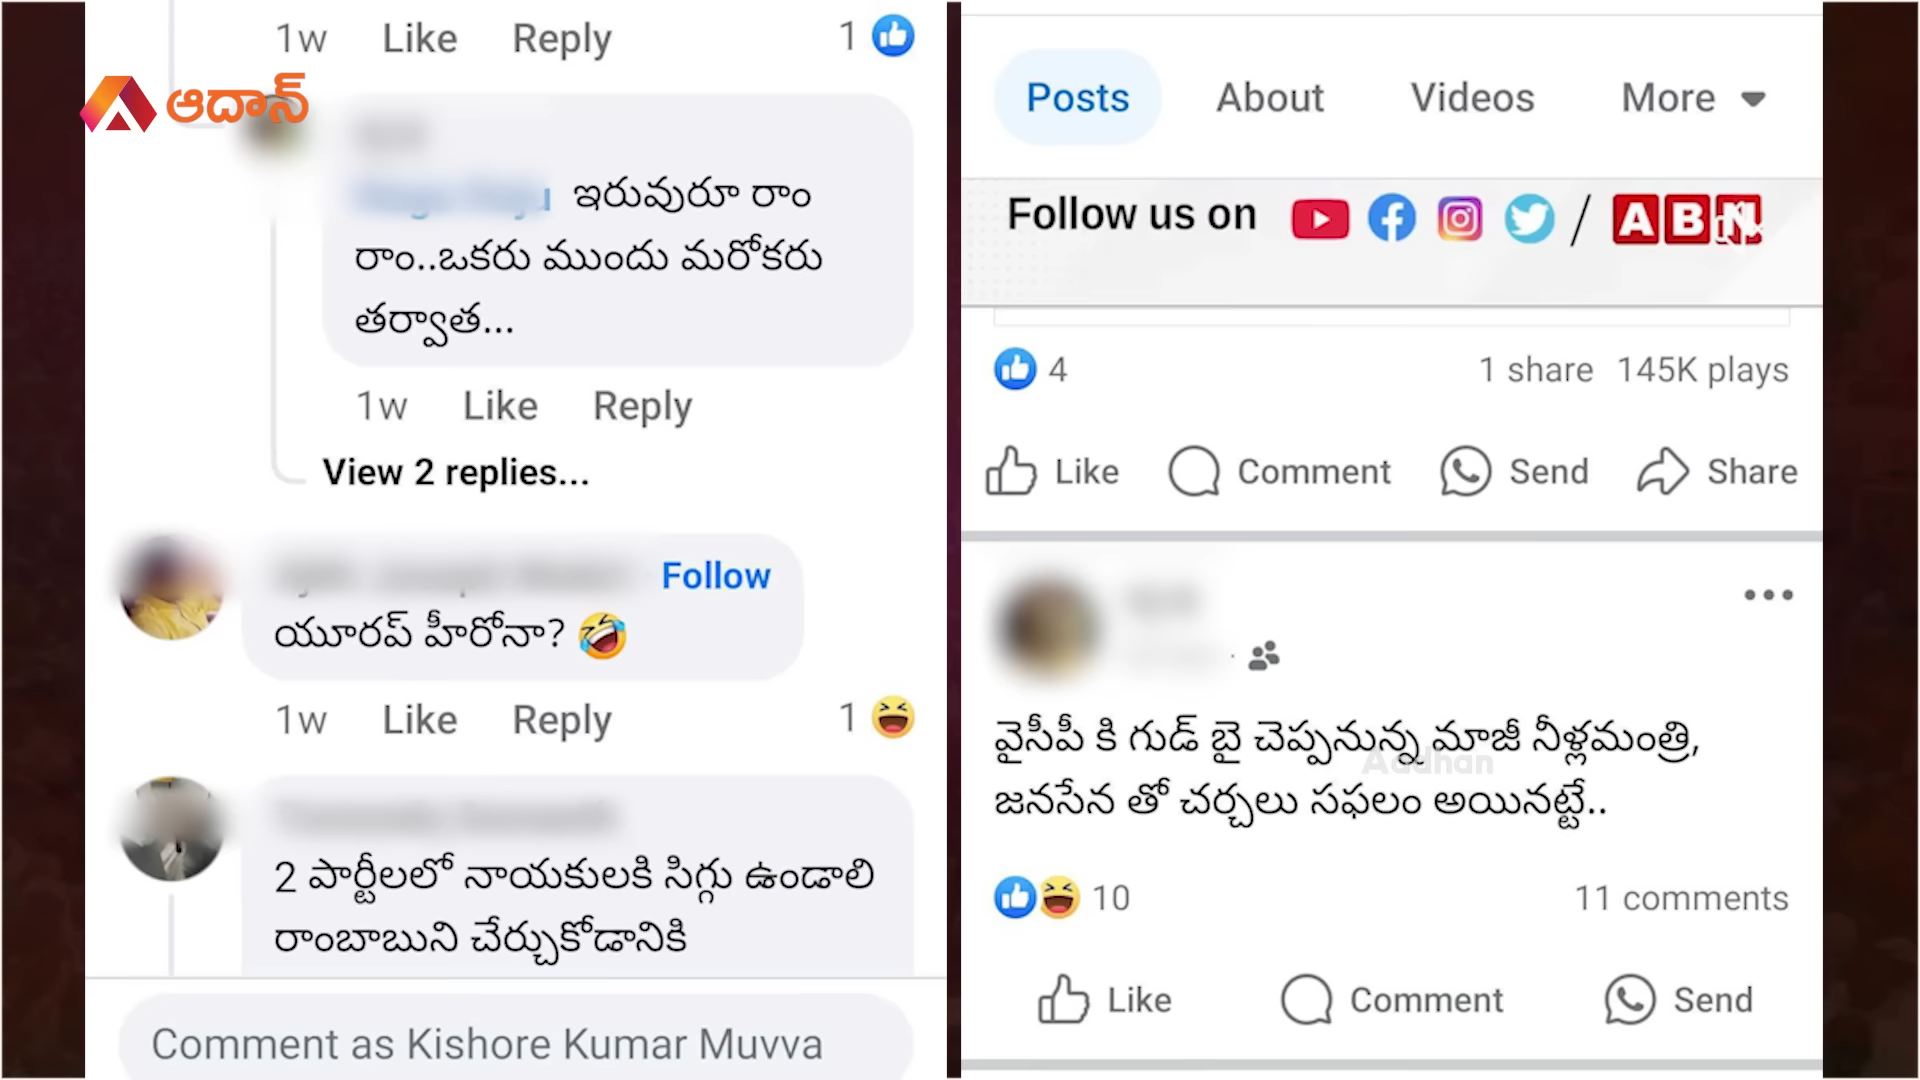 1w Like Reply 1
ఆదాన్
ఇరువురూ రాం
రాం..ఒకరు ముందు మరోకరు
తర్వాత...
1w Like Reply
View 2 replies...
Follow
యూరప్ హీరోనా? 🤣
1w Like Reply 1
2 పార్టీలలో నాయకులకి సిగ్గు ఉండాలి
రాంబాబుని చేర్చుకోడానికి
Comment as Kishore Kumar Muvva
Posts About Videos More
Follow us on / ABN
4 1 share 145K plays
Like Comment Send Share
వైసీపీ కి గుడ్ బై చెప్పనున్న మాజీ నీళ్లమంత్రి,
Aadhan
జనసేన తో చర్చలు సఫలం అయినట్టే..
10 11 comments
Like Comment Send